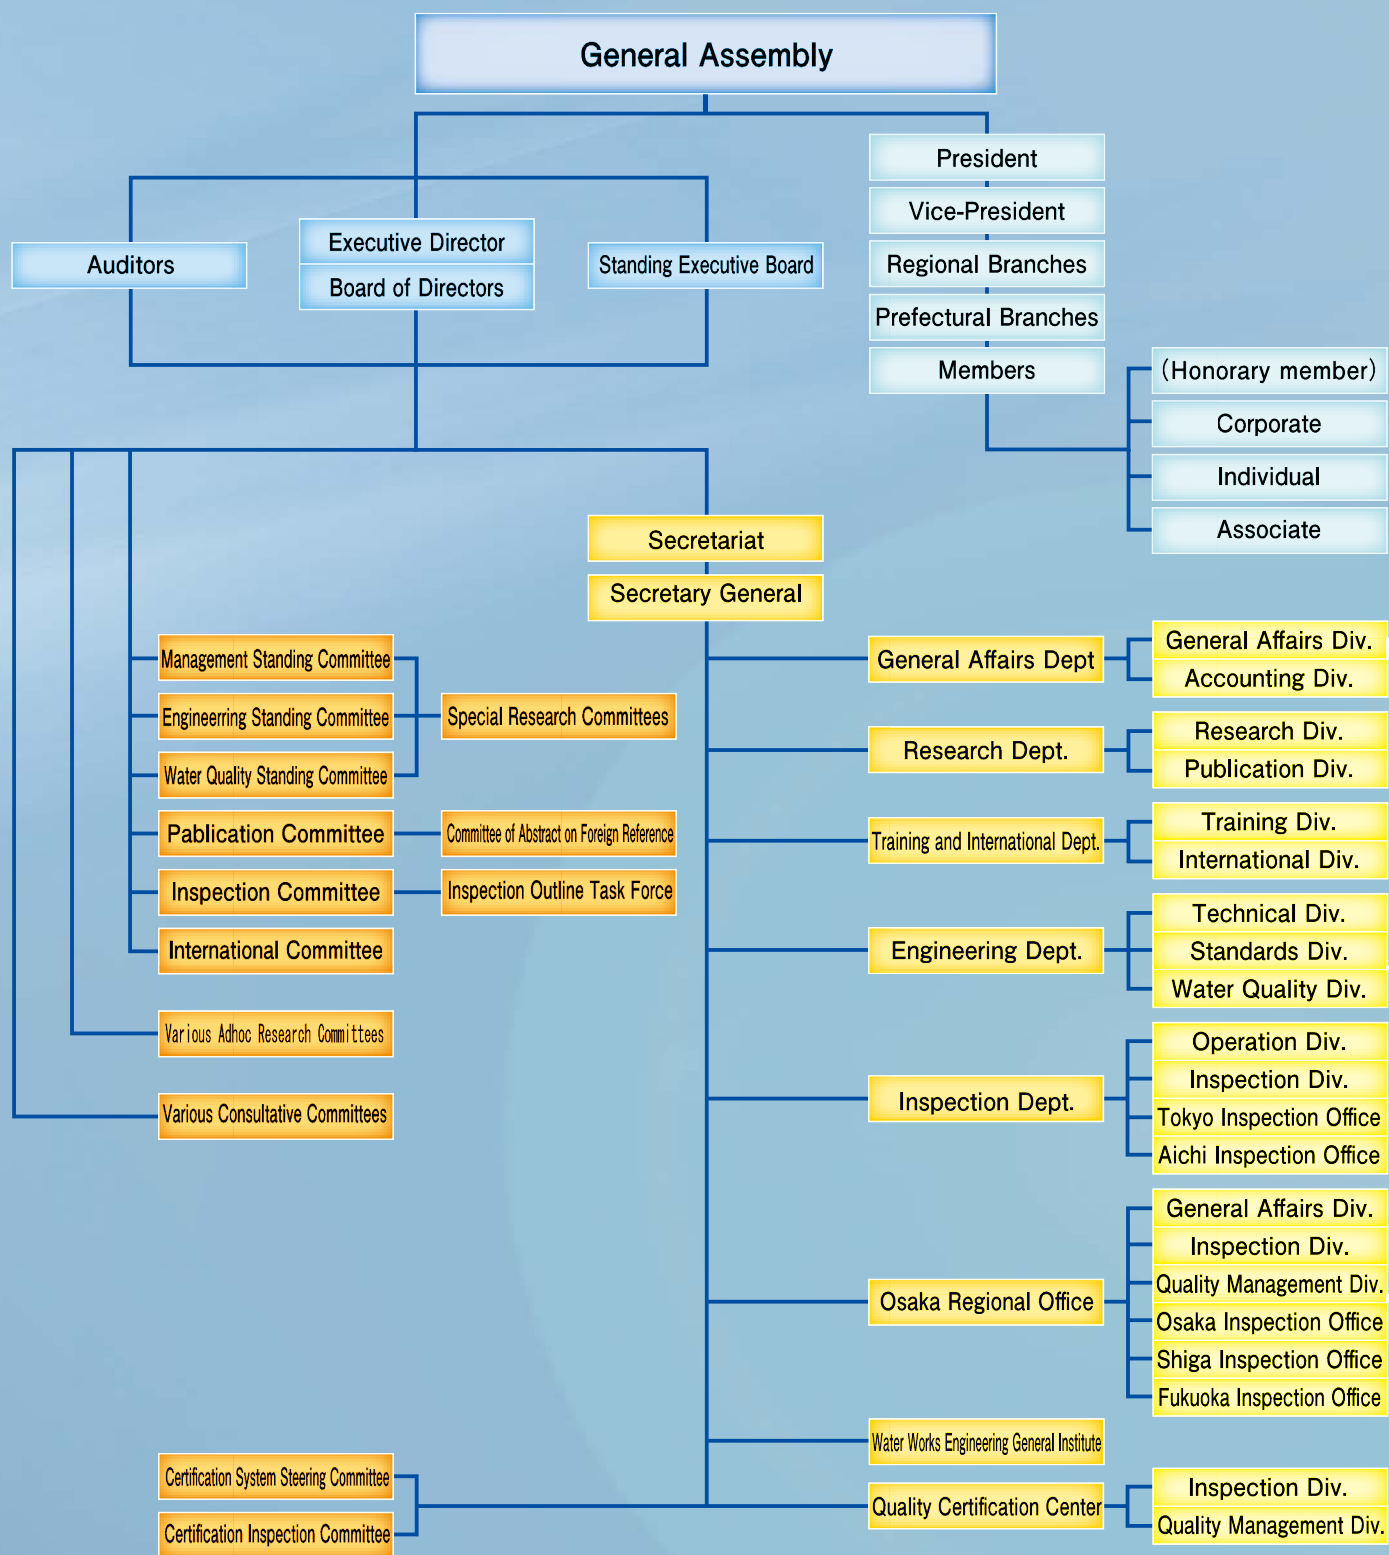 General Assembly
President
Vice-President
Regional Branches
Prefectural Branches
Members
(Honorary member)
Corporate
Individual
Associate
Auditors
Executive Director
Board of Directors
Standing Executive Board
Secretariat
Secretary General
Management Standing Committee
Engineerring Standing Committee
Water Quality Standing Committee
Special Research Committees
Pablication Committee
Committee of Abstract on Foreign Reference
Inspection Committee
Inspection Outline Task Force
International Committee
Various Adhoc Research Committees
Various Consultative Committees
General Affairs Dept
General Affairs Div.
Accounting Div.
Research Dept.
Research Div.
Publication Div.
Training and International Dept.
Training Div.
International Div.
Engineering Dept.
Technical Div.
Standards Div.
Water Quality Div.
Inspection Dept.
Operation Div.
Inspection Div.
Tokyo Inspection Office
Aichi Inspection Office
Osaka Regional Office
General Affairs Div.
Inspection Div.
Quality Management Div.
Osaka Inspection Office
Shiga Inspection Office
Fukuoka Inspection Office
Water Works Engineering General Institute
Quality Certification Center
Inspection Div.
Quality Management Div.
Certification System Steering Committee
Certification Inspection Committee